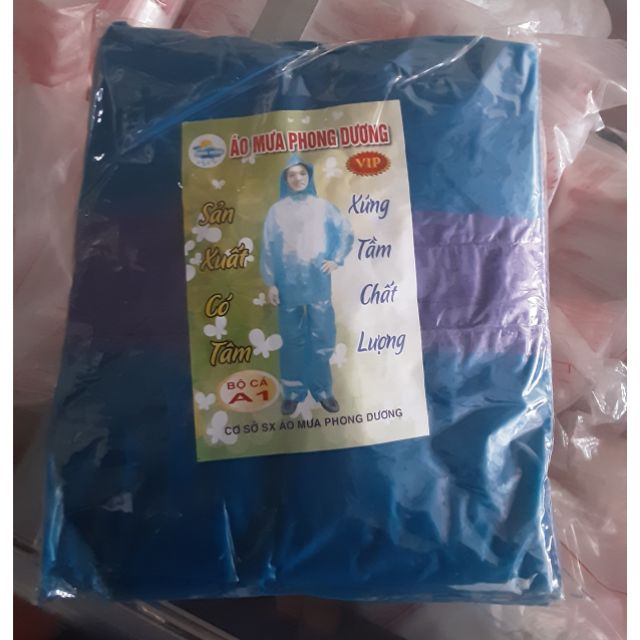 ÁO MƯA PHONG DƯƠNG
VIP
Sản
Xuất
Có
Tâm
Xứng
Tầm
Chất
Lượng
BỘ CÁ
A1
CƠ SỞ SX ÁO MƯA PHONG DƯƠNG